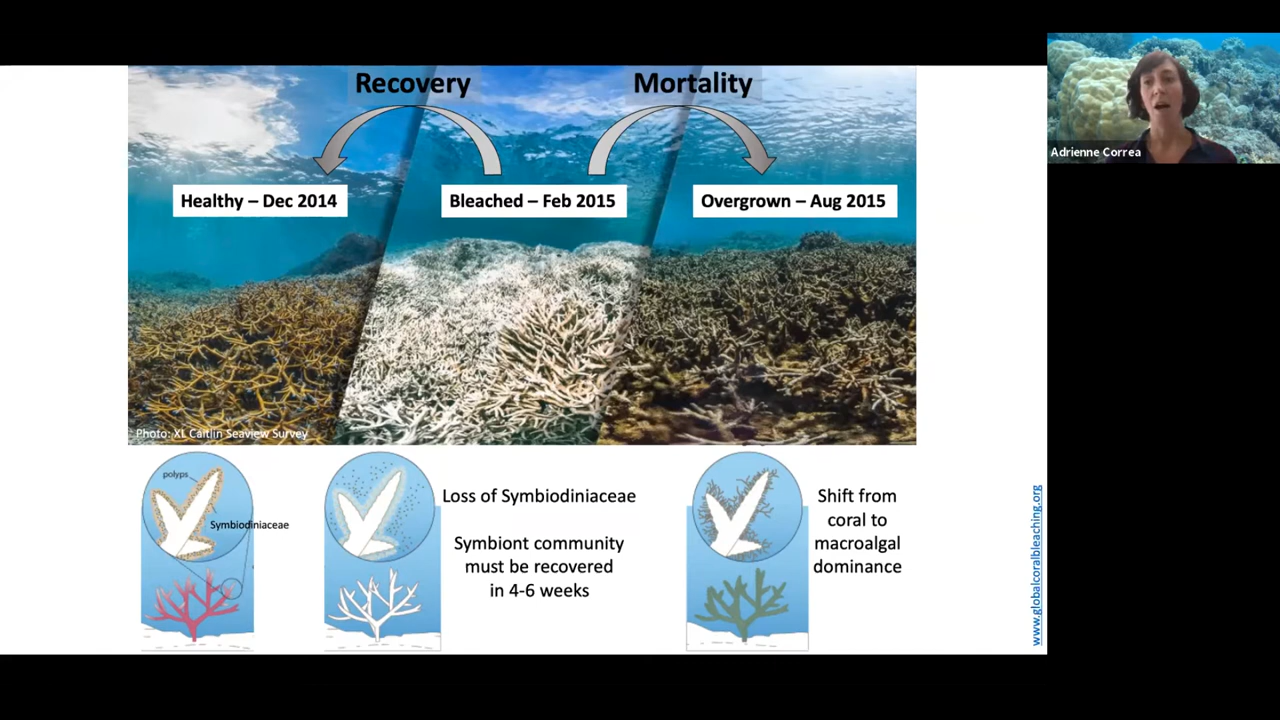 Recovery
Mortality
Adrienne Correa
Healthy – Dec 2014
Bleached – Feb 2015
Overgrown – Aug 2015
Photo: XL Caitlin Seaview Survey
polyps
Symbiodiniaceae
Loss of Symbiodiniaceae
Symbiont community
must be recovered
in 4-6 weeks
Shift from
coral to
macroalgal
dominance
www.globalcoralbleaching.org